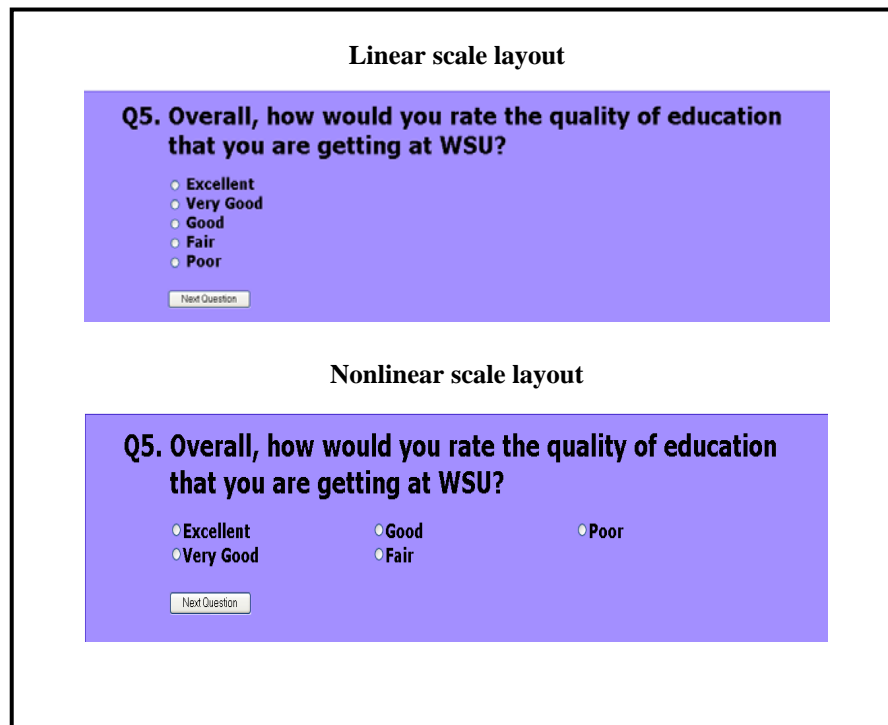 Linear scale layout
Q5. Overall, how would you rate the quality of education
that you are getting at WSU?
Excellent
Very Good
Good
Fair
Poor
Next Question
Nonlinear scale layout
Q5. Overall, how would you rate the quality of education
that you are getting at WSU?
Excellent Good Poor
Very Good Fair
Next Question